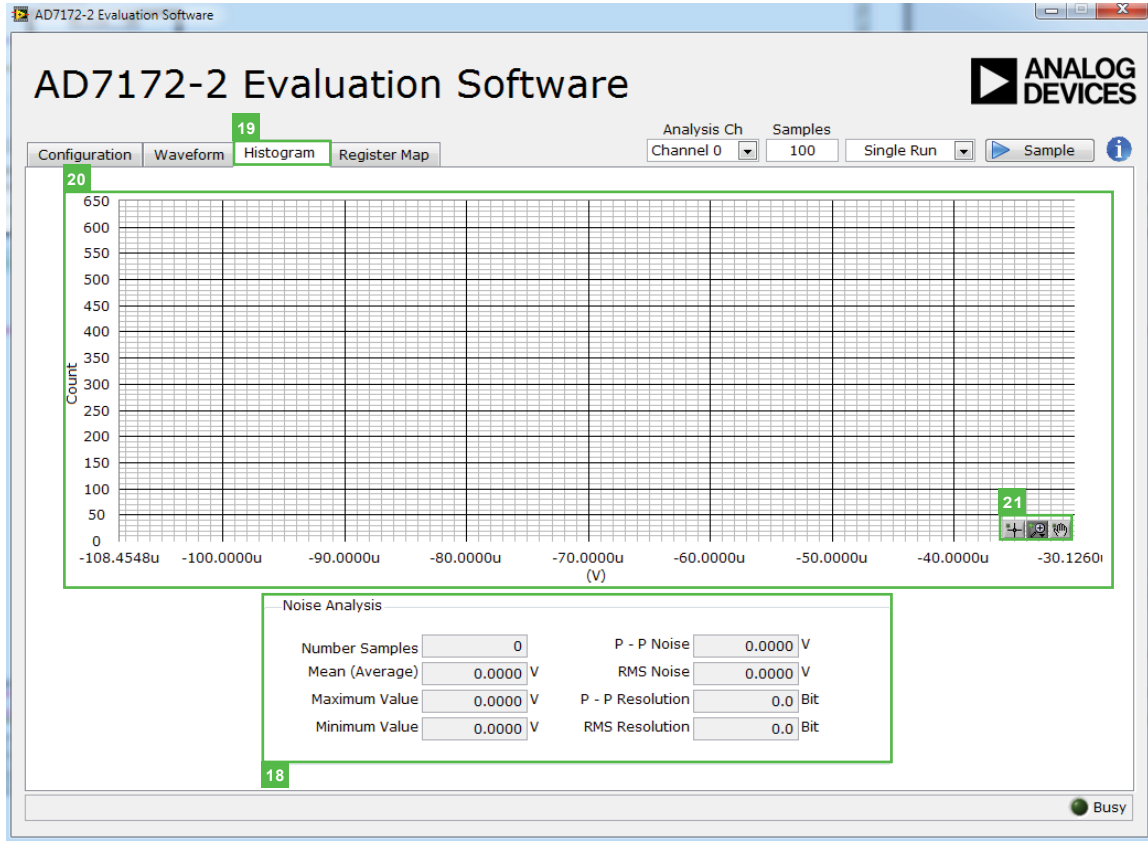 AD7172-2 Evaluation Software
AD7172-2 Evaluation Software
ANALOG
DEVICES
19
Analysis Ch Samples
Configuration Waveform Histogram Register Map Channel 0 100 Single Run Sample i
20
650
600
550
500
450
400
350
300
250
200
150
100
50
0
Count
21
-108.4548u -100.0000u -90.0000u -80.0000u -70.0000u -60.0000u -50.0000u -40.0000u -30.1260
(V)
Noise Analysis
Number Samples 0 P - P Noise 0.0000 V
Mean (Average) 0.0000 V RMS Noise 0.0000 V
Maximum Value 0.0000 V P - P Resolution 0.0 Bit
Minimum Value 0.0000 V RMS Resolution 0.0 Bit
18
Busy